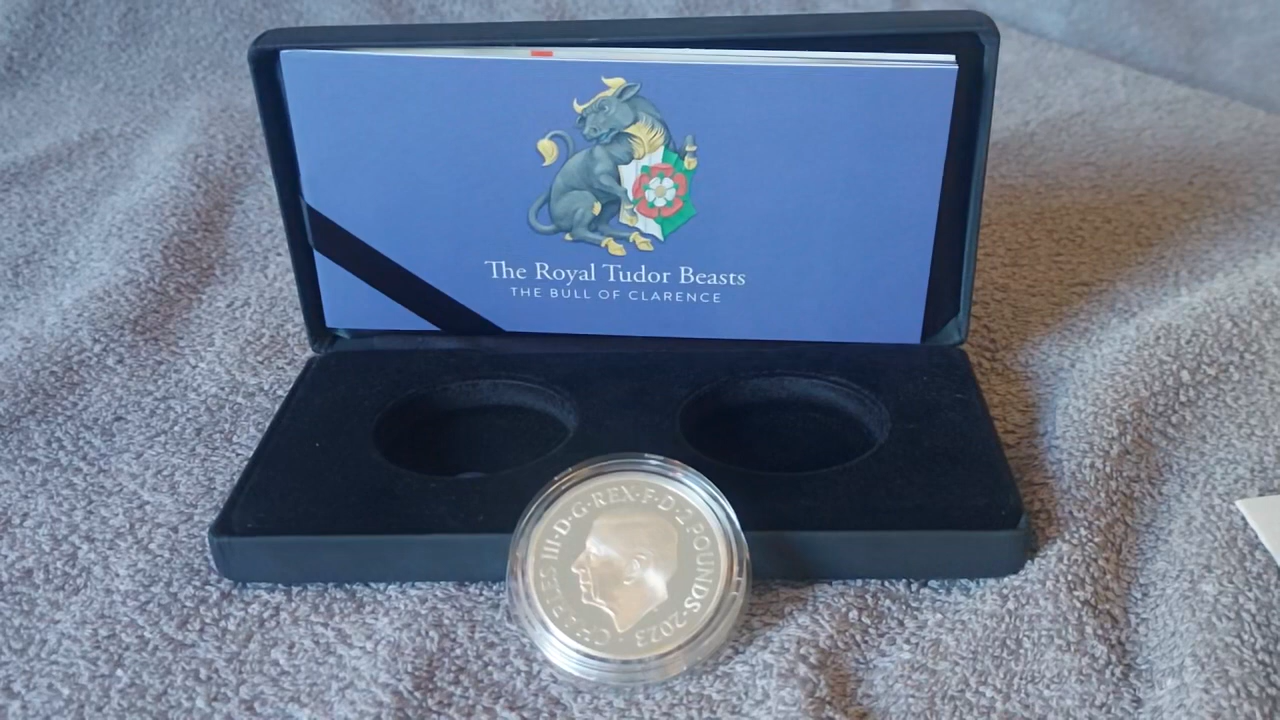 The Royal Tudor Beasts
THE BULL OF CLARENCE
CHARLES III·D·G·REX·F·D·2 POUNDS·2023